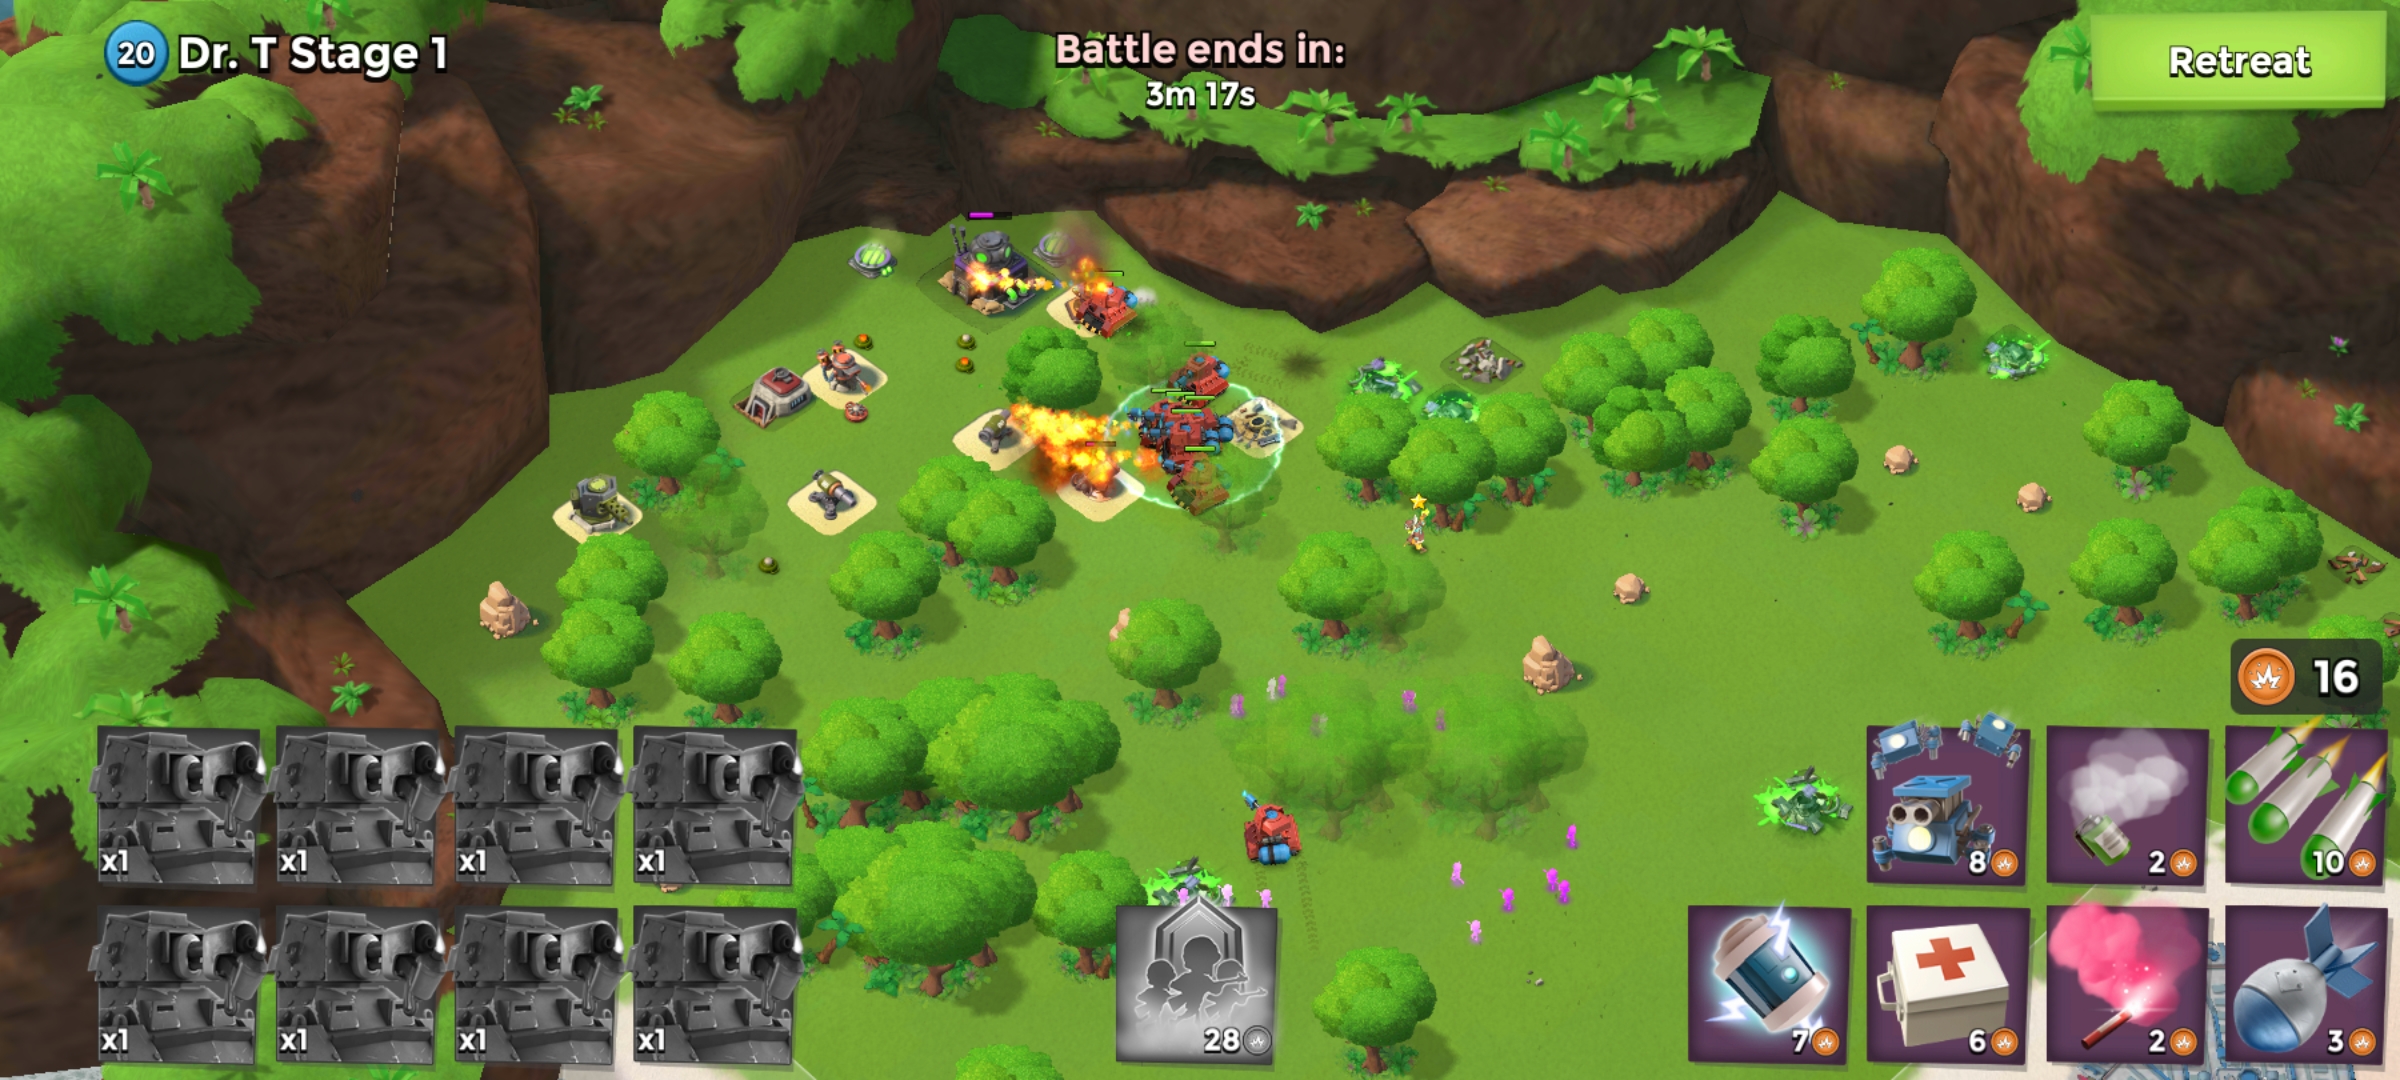 20 Dr. T Stage 1
Battle ends in:
3m 17s
Retreat
16
x1 x1 x1 x1
8 2 10
x1 x1 x1 x1
28
7 6 2 3